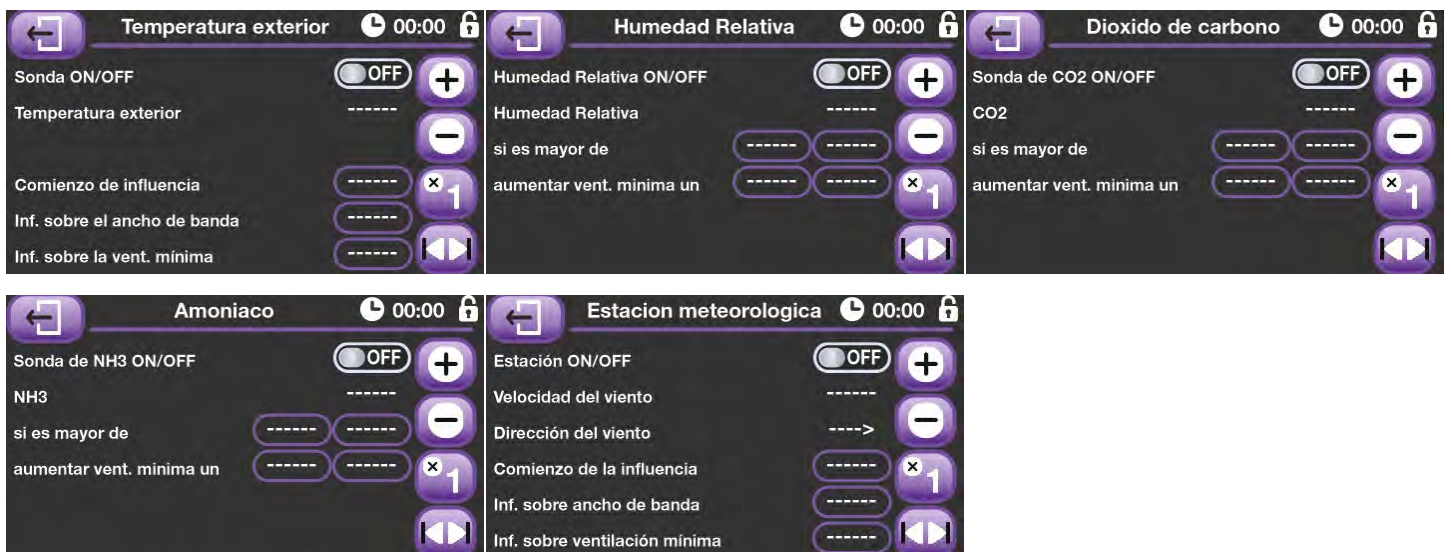 Temperatura exterior 00:00
Sonda ON/OFF OFF
Temperatura exterior ------
Comienzo de influencia ------
Inf. sobre el ancho de banda ------
Inf. sobre la vent. mínima ------
+
−
×1
Humedad Relativa 00:00
Humedad Relativa ON/OFF OFF
Humedad Relativa ------
si es mayor de ------ ------
aumentar vent. minima un ------ ------
+
−
×1
Dioxido de carbono 00:00
Sonda de CO2 ON/OFF OFF
CO2 ------
si es mayor de ------ ------
aumentar vent. minima un ------ ------
+
−
×1
Amoniaco 00:00
Sonda de NH3 ON/OFF OFF
NH3 ------
si es mayor de ------ ------
aumentar vent. minima un ------ ------
+
−
×1
Estacion meteorologica 00:00
Estación ON/OFF OFF
Velocidad del viento ------
Dirección del viento ---->
Comienzo de la influencia ------
Inf. sobre ancho de banda ------
Inf. sobre ventilación mínima ------
+
−
×1